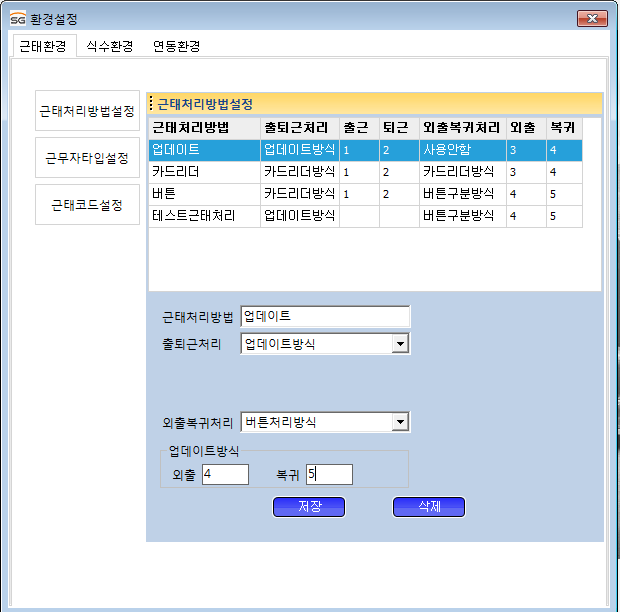 SG 환경설정
근태환경 식수환경 연동환경
근태처리방법설정
근무자타입설정
근태코드설정
근태처리방법설정
근태처리방법 출퇴근처리 출근 퇴근 외출복귀처리 외출 복귀
업데이트 업데이트방식 1 2 사용안함 3 4
카드리더 카드리더방식 1 2 카드리더방식 3 4
버튼 카드리더방식 1 2 버튼구분방식 4 5
테스트근태처리 업데이트방식 버튼구분방식 4 5
근태처리방법 업데이트
출퇴근처리 업데이트방식
외출복귀처리 버튼처리방식
업데이트방식
외출 4 복귀 5
저장 삭제